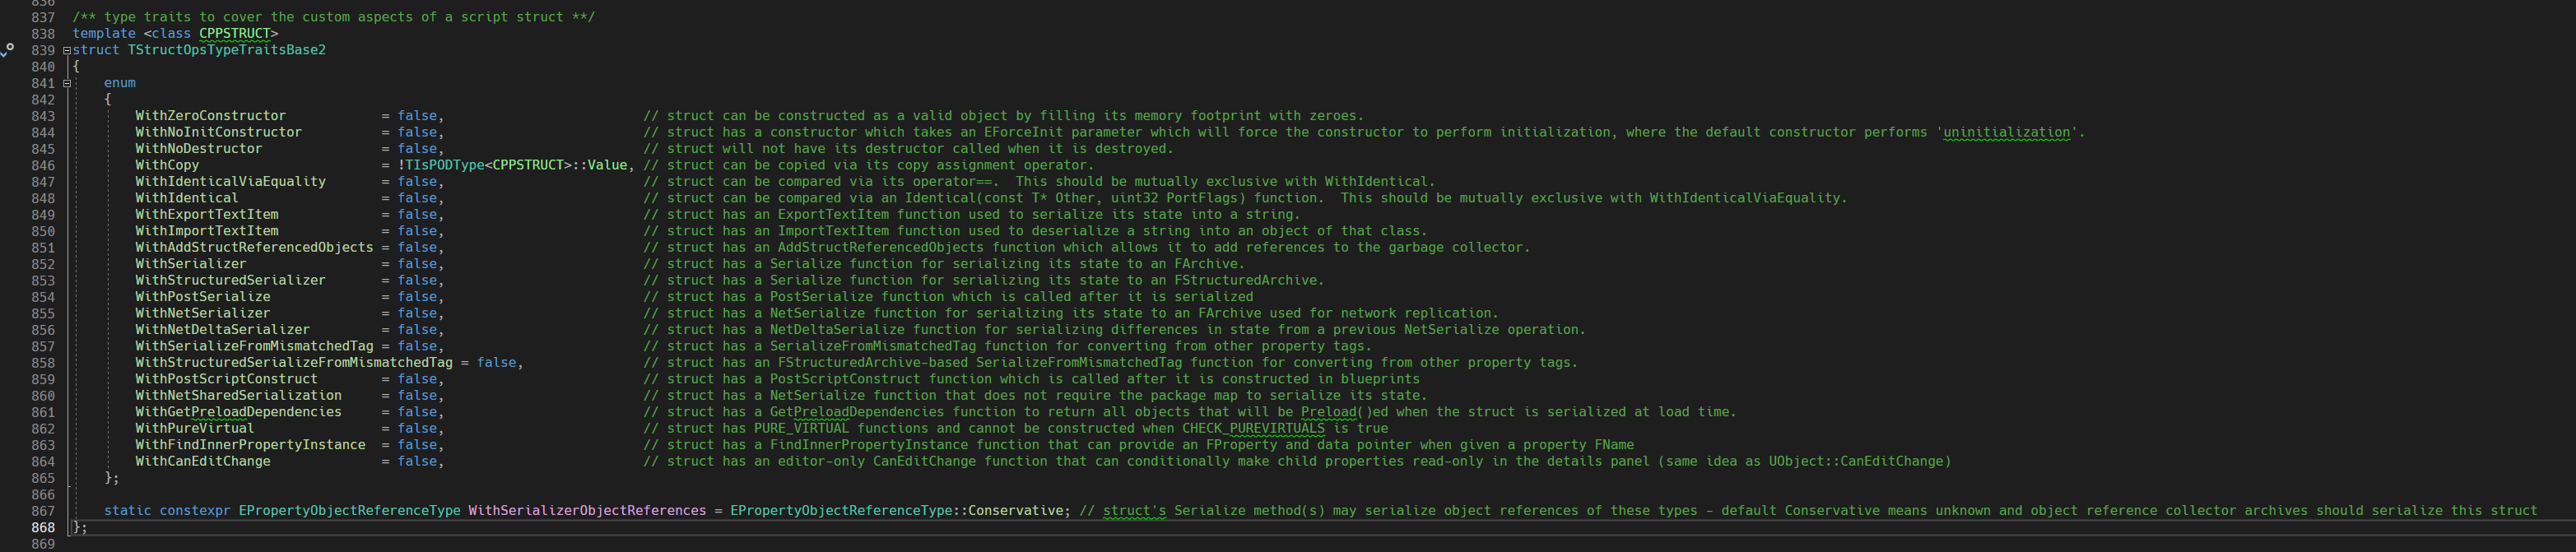 836
837 /** type traits to cover the custom aspects of a script struct **/
838 template <class CPPSTRUCT>
839 struct TStructOpsTypeTraitsBase2
840 {
841     enum
842     {
843         WithZeroConstructor            = false,                         // struct can be constructed as a valid object by filling its memory footprint with zeroes.
844         WithNoInitConstructor          = false,                         // struct has a constructor which takes an EForceInit parameter which will force the constructor to perform initialization, where the default constructor performs 'uninitialization'.
845         WithNoDestructor               = false,                         // struct will not have its destructor called when it is destroyed.
846         WithCopy                       = !TIsPODType<CPPSTRUCT>::Value, // struct can be copied via its copy assignment operator.
847         WithIdenticalViaEquality       = false,                         // struct can be compared via its operator==.  This should be mutually exclusive with WithIdentical.
848         WithIdentical                  = false,                         // struct can be compared via an Identical(const T* Other, uint32 PortFlags) function.  This should be mutually exclusive with WithIdenticalViaEquality.
849         WithExportTextItem             = false,                         // struct has an ExportTextItem function used to serialize its state into a string.
850         WithImportTextItem             = false,                         // struct has an ImportTextItem function used to deserialize a string into an object of that class.
851         WithAddStructReferencedObjects = false,                         // struct has an AddStructReferencedObjects function which allows it to add references to the garbage collector.
852         WithSerializer                 = false,                         // struct has a Serialize function for serializing its state to an FArchive.
853         WithStructuredSerializer       = false,                         // struct has a Serialize function for serializing its state to an FStructuredArchive.
854         WithPostSerialize              = false,                         // struct has a PostSerialize function which is called after it is serialized
855         WithNetSerializer              = false,                         // struct has a NetSerialize function for serializing its state to an FArchive used for network replication.
856         WithNetDeltaSerializer         = false,                         // struct has a NetDeltaSerialize function for serializing differences in state from a previous NetSerialize operation.
857         WithSerializeFromMismatchedTag = false,                         // struct has a SerializeFromMismatchedTag function for converting from other property tags.
858         WithStructuredSerializeFromMismatchedTag = false,               // struct has an FStructuredArchive-based SerializeFromMismatchedTag function for converting from other property tags.
859         WithPostScriptConstruct        = false,                         // struct has a PostScriptConstruct function which is called after it is constructed in blueprints
860         WithNetSharedSerialization     = false,                         // struct has a NetSerialize function that does not require the package map to serialize its state.
861         WithGetPreloadDependencies     = false,                         // struct has a GetPreloadDependencies function to return all objects that will be Preload()ed when the struct is serialized at load time.
862         WithPureVirtual                = false,                         // struct has PURE_VIRTUAL functions and cannot be constructed when CHECK_PUREVIRTUALS is true
863         WithFindInnerPropertyInstance  = false,                         // struct has a FindInnerPropertyInstance function that can provide an FProperty and data pointer when given a property FName
864         WithCanEditChange              = false,                         // struct has an editor-only CanEditChange function that can conditionally make child properties read-only in the details panel (same idea as UObject::CanEditChange)
865     };
866
867     static constexpr EPropertyObjectReferenceType WithSerializerObjectReferences = EPropertyObjectReferenceType::Conservative; // struct's Serialize method(s) may serialize object references of these types - default Conservative means unknown and object reference collector archives should serialize this struct
868 };
869